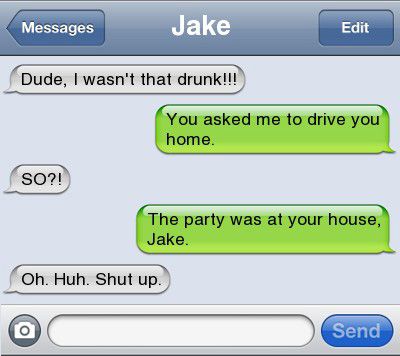 Messages
Jake
Edit
Dude, I wasn't that drunk!!!
You asked me to drive you
home.
SO?!
The party was at your house,
Jake.
Oh. Huh. Shut up.
Send